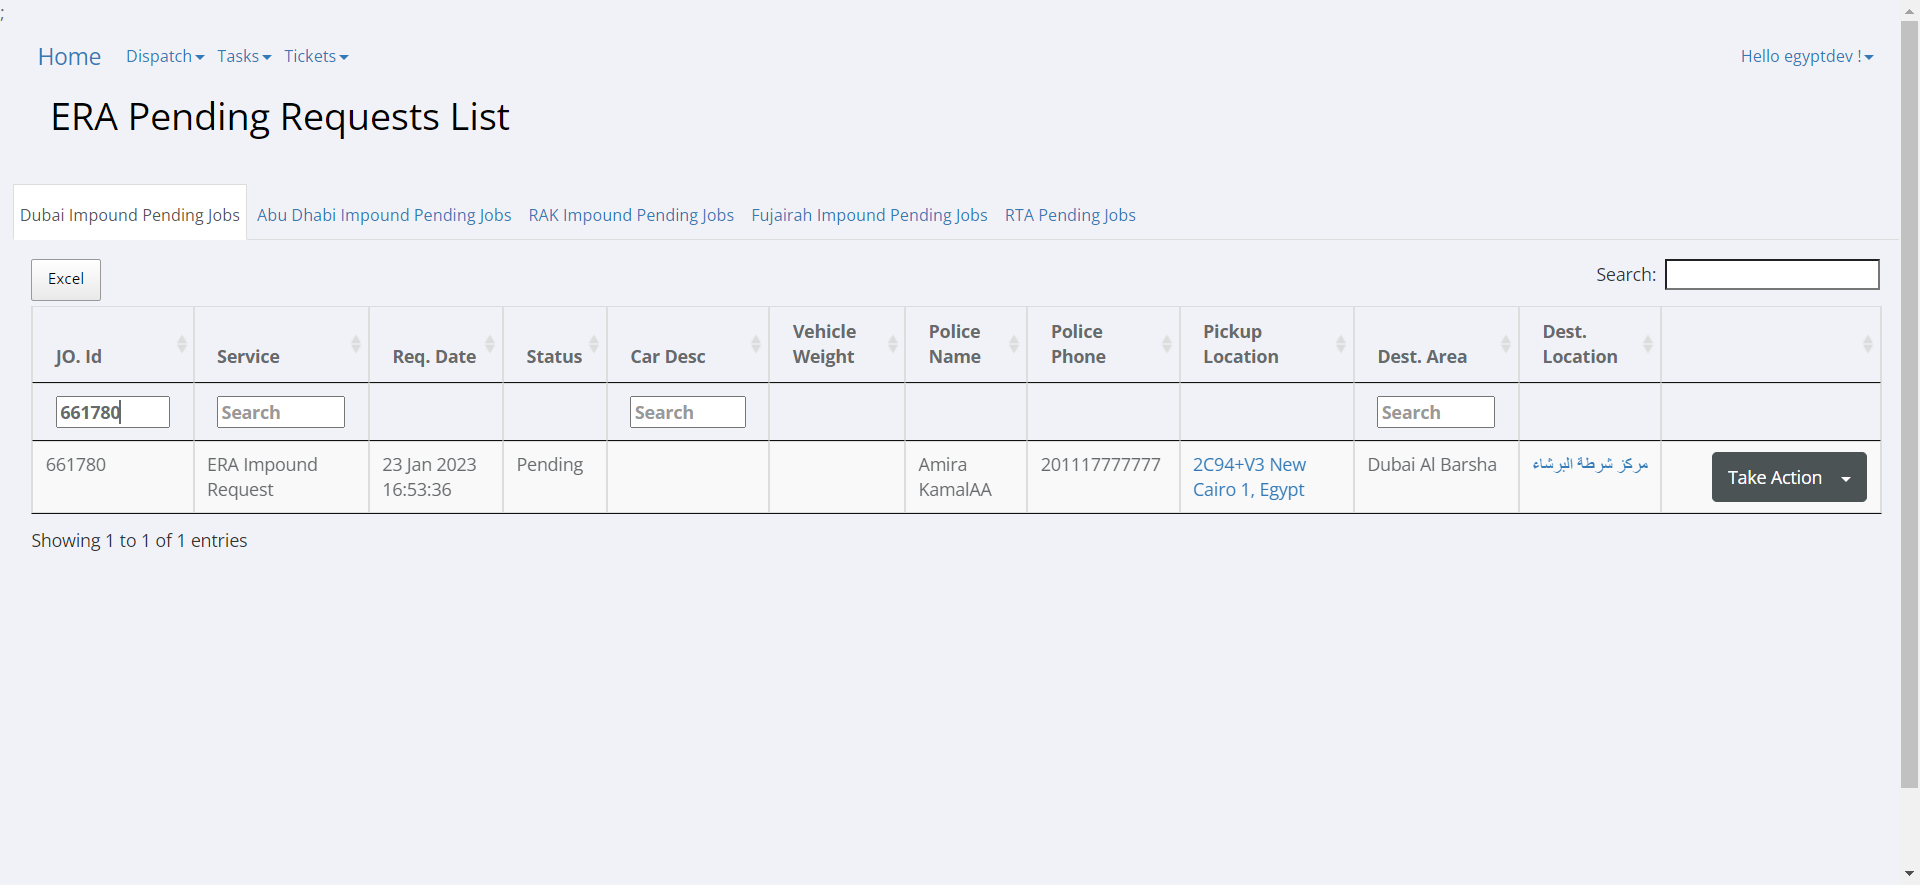 ;
Home Dispatch Tasks Tickets Hello egyptdev !
ERA Pending Requests List
Dubai Impound Pending Jobs Abu Dhabi Impound Pending Jobs RAK Impound Pending Jobs Fujairah Impound Pending Jobs RTA Pending Jobs
Excel Search:
JO. Id Service Req. Date Status Car Desc Vehicle Weight Police Name Police Phone Pickup Location Dest. Area Dest. Location
661780 Search Search Search
661780 ERA Impound Request 23 Jan 2023 16:53:36 Pending Amira KamalAA 201117777777 2C94+V3 New Cairo 1, Egypt Dubai Al Barsha مركز شرطة البرشاء Take Action
Showing 1 to 1 of 1 entries